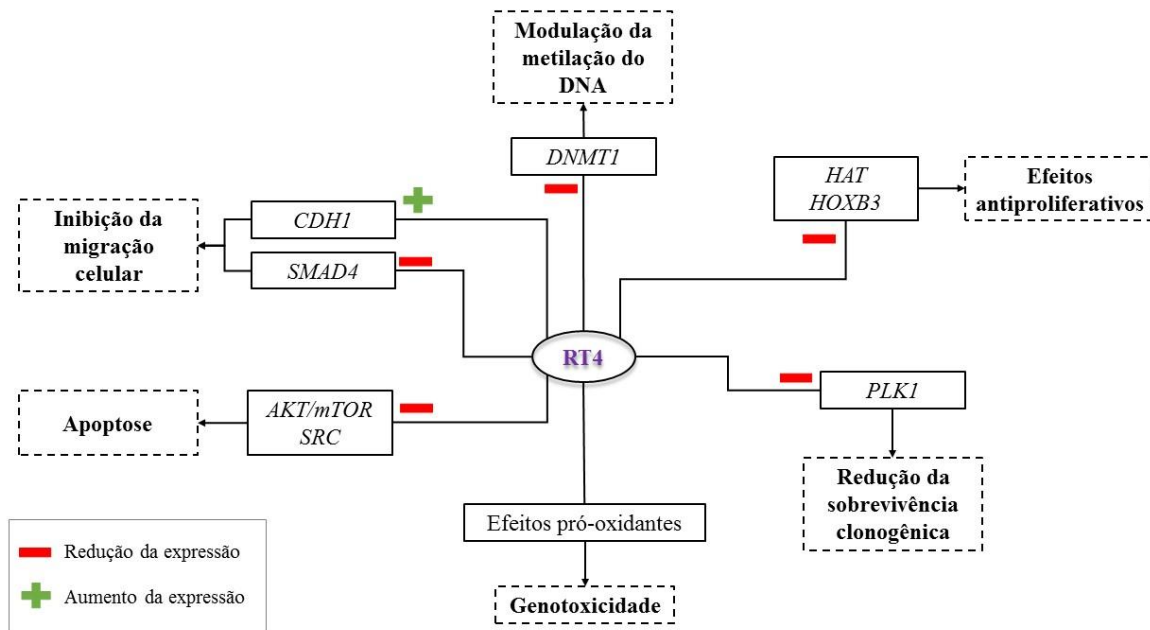 Modulação da
metilação do
DNA
DNMT1
HAT
HOXB3
Efeitos
antiproliferativos
Inibição da
migração
celular
CDH1
SMAD4
RT4
PLK1
Apoptose
AKT/mTOR
SRC
Redução da
sobrevivência
clonogênica
Efeitos pró-oxidantes
Genotoxicidade
Redução da expressão
Aumento da expressão